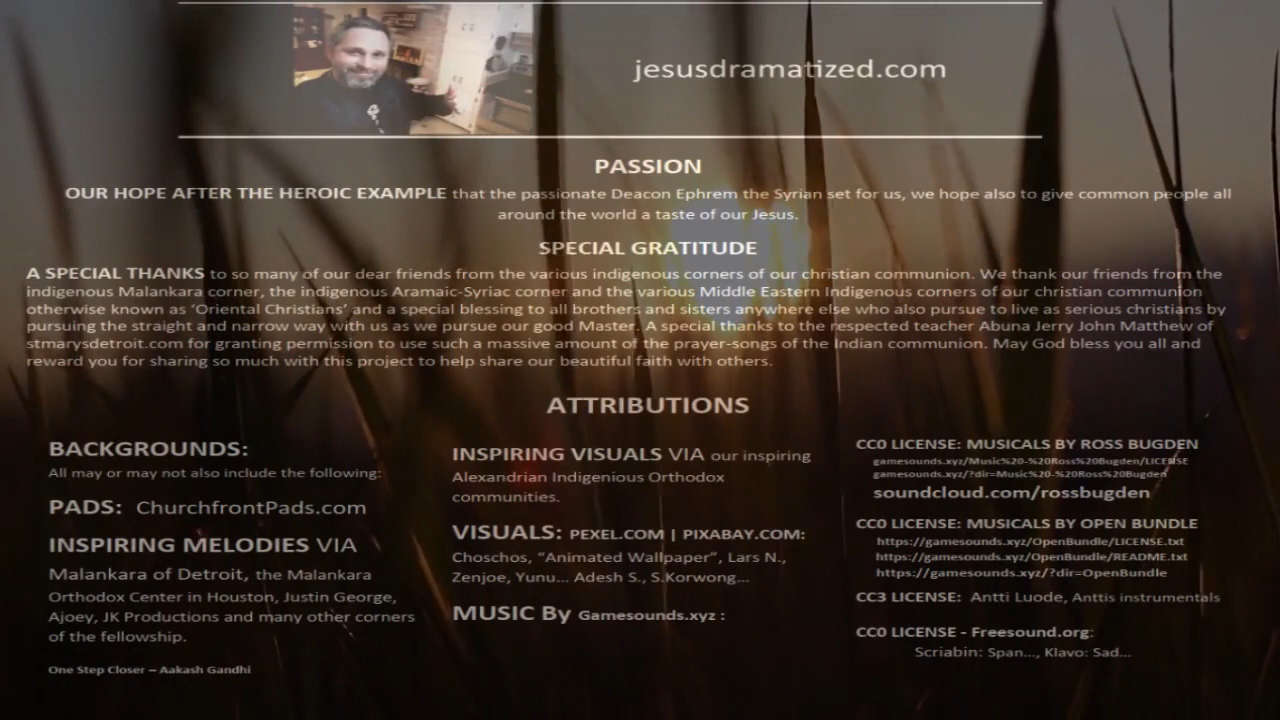 jesusdramatized.com
PASSION
OUR HOPE AFTER THE HEROIC EXAMPLE that the passionate Deacon Ephrem the Syrian set for us, we hope also to give common people all
around the world a taste of our Jesus.
SPECIAL GRATITUDE
A SPECIAL THANKS to so many of our dear friends from the various indigenous corners of our christian communion. We thank our friends from the
indigenous Malankara corner, the indigenous Aramaic-Syriac corner and the various Middle Eastern Indigenous corners of our christian communion
otherwise known as ‘Oriental Christians’ and a special blessing to all brothers and sisters anywhere else who also pursue to live as serious christians by
pursuing the straight and narrow way with us as we pursue our good Master. A special thanks to the respected teacher Abuna Jerry John Matthew of
stmarysdetroit.com for granting permission to use such a massive amount of the prayer-songs of the Indian communion. May God bless you all and
reward you for sharing so much with this project to help share our beautiful faith with others.
ATTRIBUTIONS
BACKGROUNDS:
All may or may not also include the following:
PADS: ChurchfrontPads.com
INSPIRING MELODIES VIA
Malankara of Detroit, the Malankara
Orthodox Center in Houston, Justin George,
Ajoey, JK Productions and many other corners
of the fellowship.
One Step Closer – Aakash Gandhi
INSPIRING VISUALS VIA our inspiring
Alexandrian Indigenious Orthodox
communities.
VISUALS: PEXEL.COM | PIXABAY.COM:
Choschos, “Animated Wallpaper”, Lars N.,
Zenjoe, Yunu... Adesh S., S.Korwong...
MUSIC By Gamesounds.xyz :
CC0 LICENSE: MUSICALS BY ROSS BUGDEN
gamesounds.xyz/Music%20-%20Ross%20Bugden/LICENSE
gamesounds.xyz/?dir=Music%20-%20Ross%20Bugden
soundcloud.com/rossbugden
CC0 LICENSE: MUSICALS BY OPEN BUNDLE
https://gamesounds.xyz/OpenBundle/LICENSE.txt
https://gamesounds.xyz/OpenBundle/README.txt
https://gamesounds.xyz/?dir=OpenBundle
CC3 LICENSE: Antti Luode, Anttis instrumentals
CC0 LICENSE - Freesound.org:
Scriabin: Span..., Klavo: Sad...